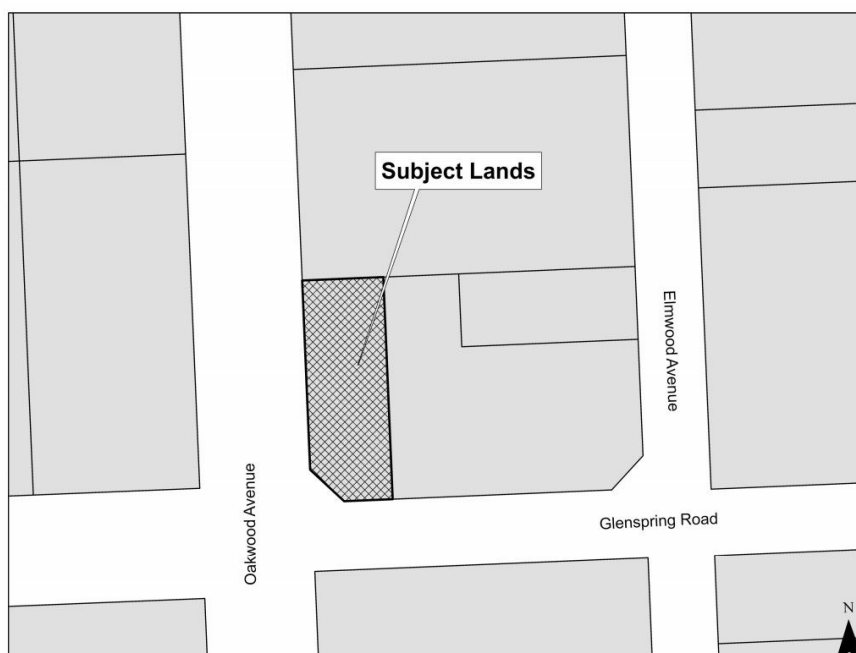 Subject Lands
Elmwood Avenue
Oakwood Avenue
Glenspring Road
N